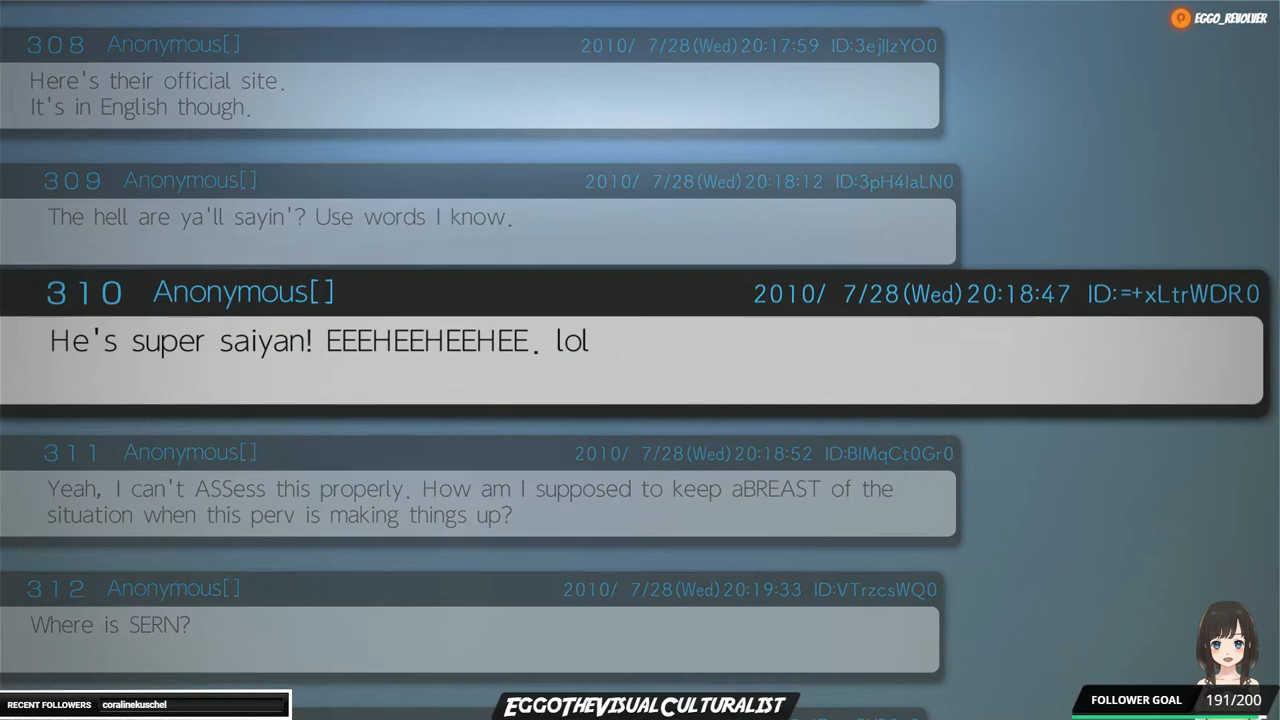 EGGO_REVOLVER
308 Anonymous[] 2010/ 7/28(Wed)20:17:59 ID:3ejIIzYO0
Here's their official site.
It's in English though.
309 Anonymous[] 2010/ 7/28(Wed)20:18:12 ID:3pH4IaLN0
The hell are ya'll sayin'? Use words I know.
310 Anonymous[] 2010/ 7/28(Wed)20:18:47 ID:=+xLtrWDR0
He's super saiyan! EEEHEEHEEHEE. lol
311 Anonymous[] 2010/ 7/28(Wed)20:18:52 ID:BIMqCt0Gr0
Yeah, I can't ASSess this properly. How am I supposed to keep aBREAST of the
situation when this perv is making things up?
312 Anonymous[] 2010/ 7/28(Wed)20:19:33 ID:VTrzcsWQ0
Where is SERN?
RECENT FOLLOWERS coralinekuschel
EGGOTHEVISUALCULTURALIST
FOLLOWER GOAL 191/200